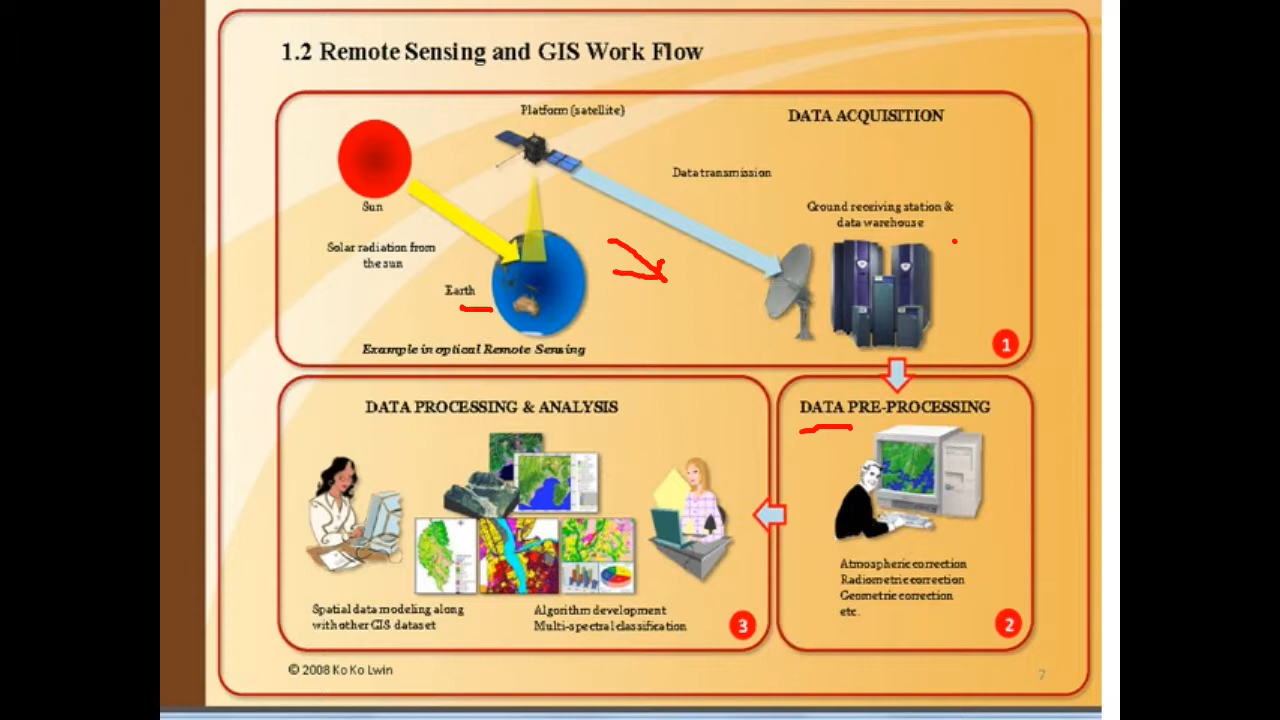 1.2 Remote Sensing and GIS Work Flow
Platform (satellite)
DATA ACQUISITION
Data transmission
Sun
Ground receiving station &
data warehouse
Solar radiation from
the sun
Earth
Example in optical Remote Sensing
1
DATA PROCESSING & ANALYSIS
DATA PRE-PROCESSING
Atmospheric correction
Radiometric correction
Geometric correction
etc.
2
Spatial data modeling along
with other GIS dataset
Algorithm development
Multi-spectral classification
3
© 2008 Ko Ko Lwin
7